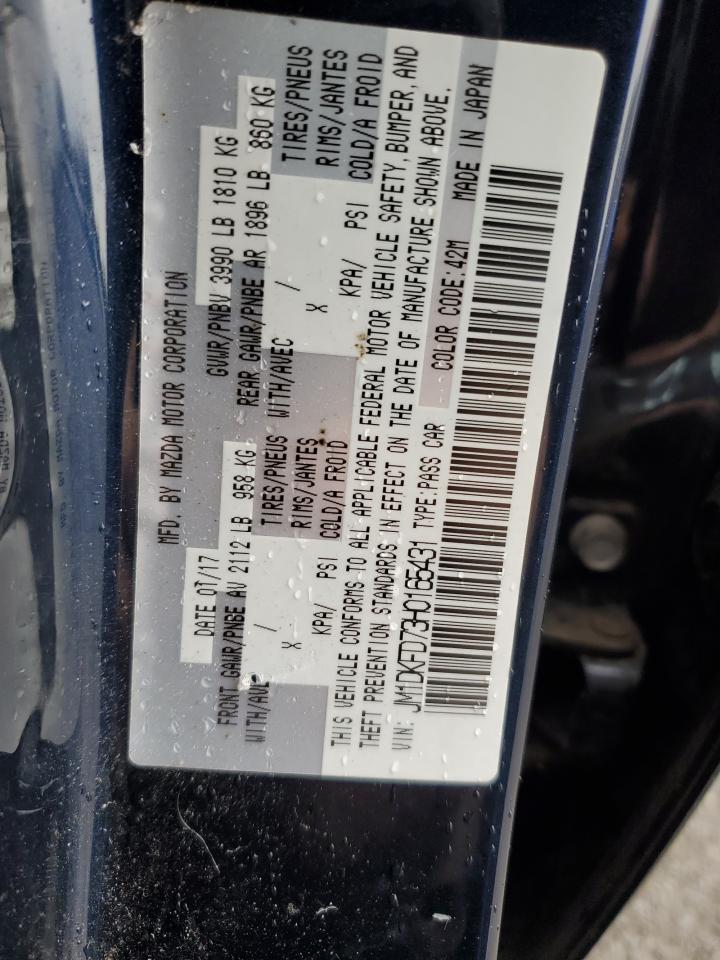 MFD. BY MAZDA MOTOR CORPORATION
DATE 07/17 GVWR/PNBV 3990 LB 1810 KG
FRONT GAWR/PNBE AV 2112 LB 958 KG REAR GAWR/PNBE AR 1896 LB 860 KG
WITH/AVEC / TIRES/PNEUS WITH/AVEC / TIRES/PNEUS
X RIMS/JANTES X RIMS/JANTES
KPA/ PSI COLD/A FROID KPA/ PSI COLD/A FROID
THIS VEHICLE CONFORMS TO ALL APPLICABLE FEDERAL MOTOR VEHICLE SAFETY, BUMPER, AND
THEFT PREVENTION STANDARDS IN EFFECT ON THE DATE OF MANUFACTURE SHOWN ABOVE.
VIN: JM1DKFD73H0165431 TYPE:PASS CAR COLOR CODE:42M MADE IN JAPAN